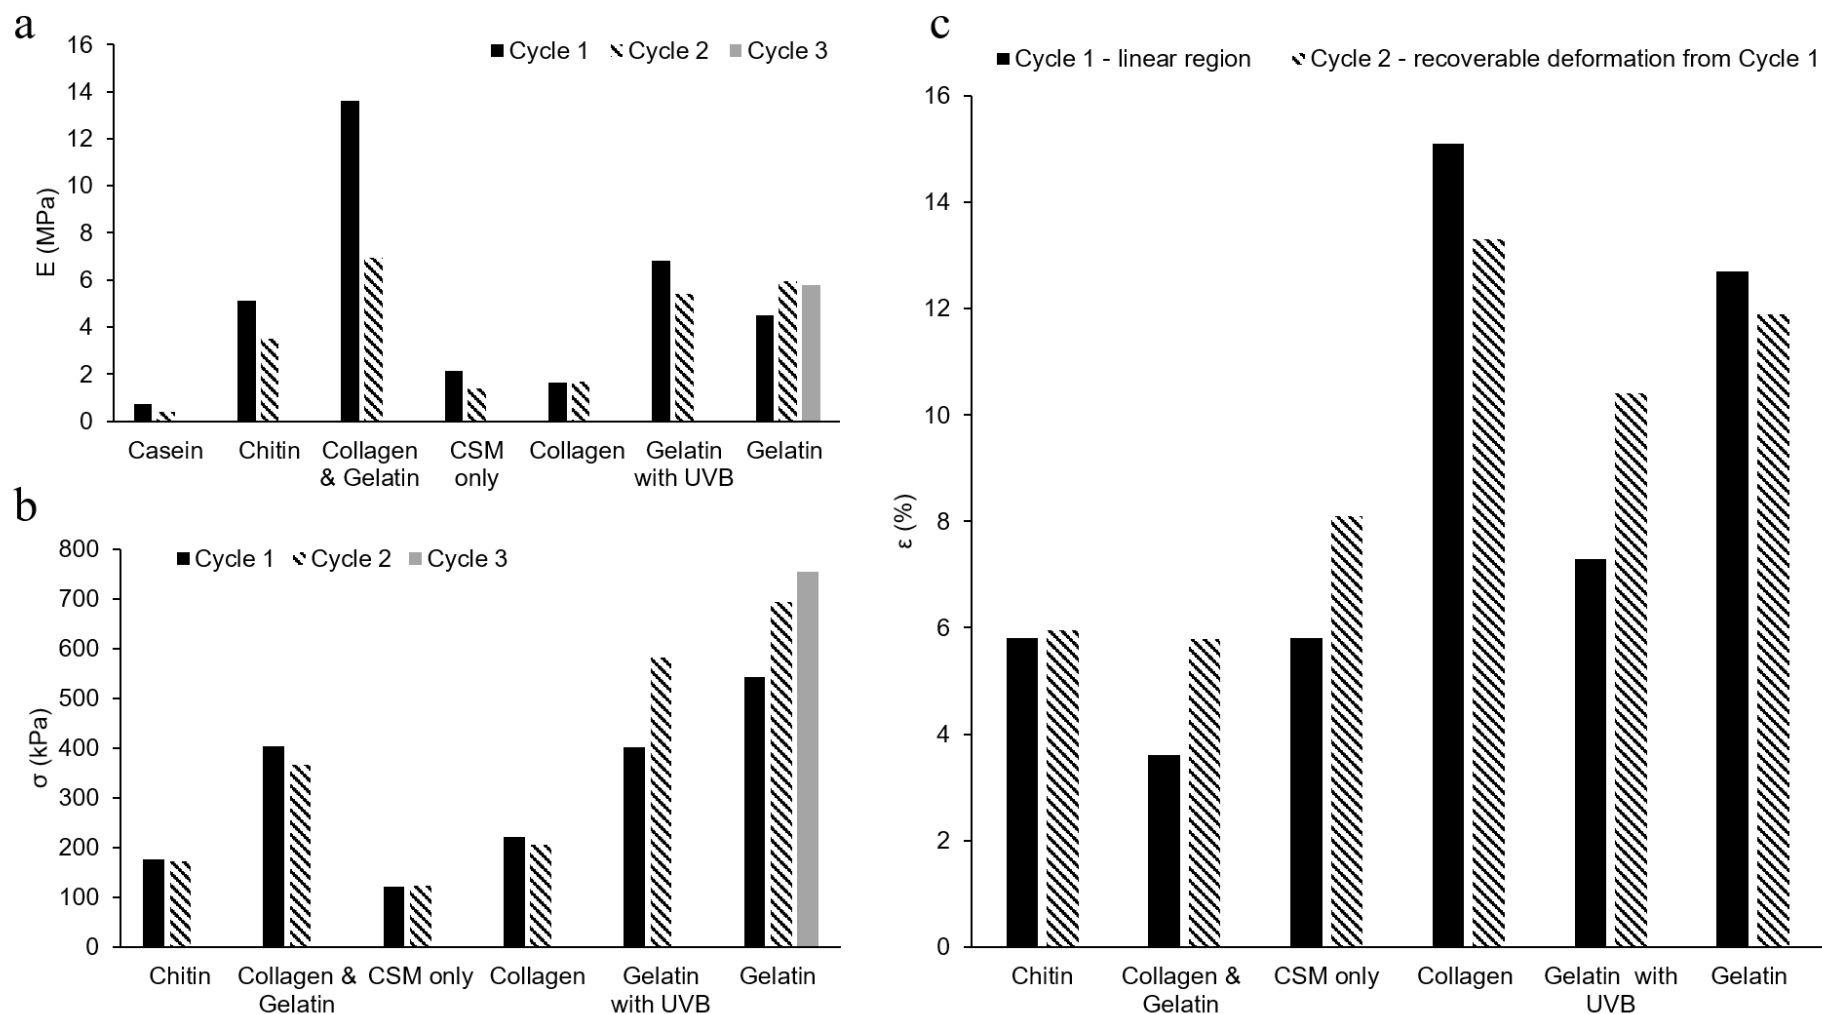 a
Cycle 1 Cycle 2 Cycle 3
16
14
12
10
8
6
4
2
0
E (MPa)
Casein Chitin Collagen CSM Collagen Gelatin Gelatin
& Gelatin only with UVB
b
Cycle 1 Cycle 2 Cycle 3
800
700
600
500
400
300
200
100
0
σ (kPa)
Chitin Collagen & CSM only Collagen Gelatin Gelatin
Gelatin with UVB
c
Cycle 1 - linear region Cycle 2 - recoverable deformation from Cycle 1
16
14
12
10
8
6
4
2
0
ε (%)
Chitin Collagen & CSM only Collagen Gelatin with Gelatin
Gelatin UVB